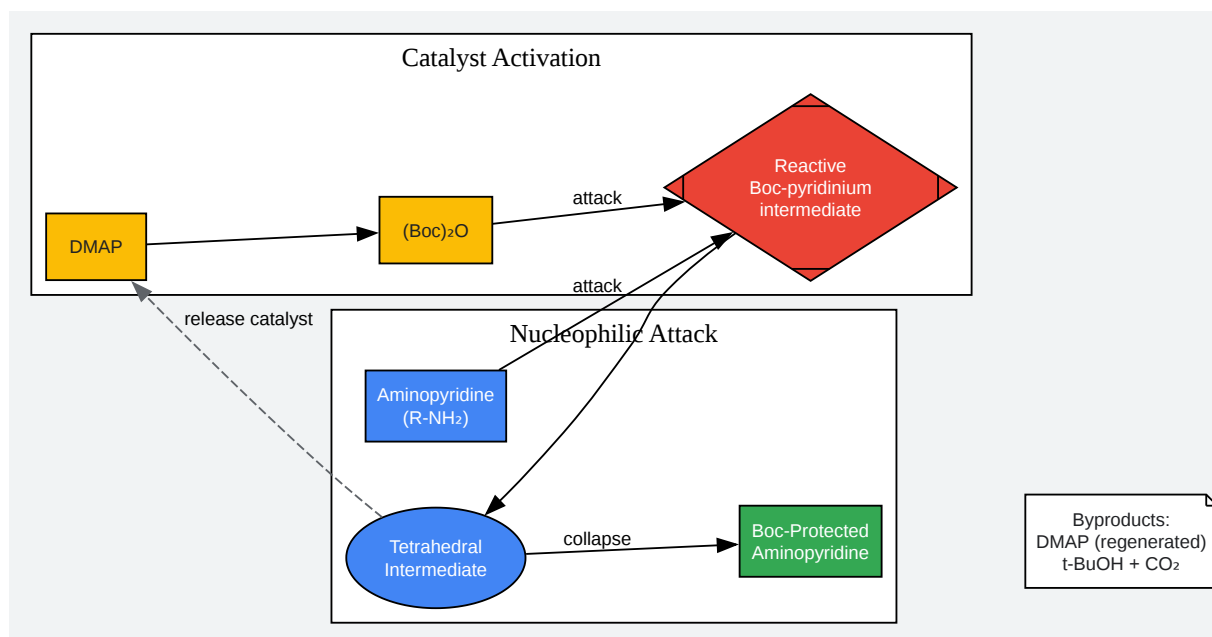 Catalyst Activation
Reactive
Boc-pyridinium
intermediate
attack
DMAP
(Boc)₂O
attack
release catalyst
Nucleophilic Attack
Aminopyridine
(R-NH₂)
Tetrahedral
Intermediate
collapse
Boc-Protected
Aminopyridine
Byproducts:
DMAP (regenerated)
t-BuOH + CO₂